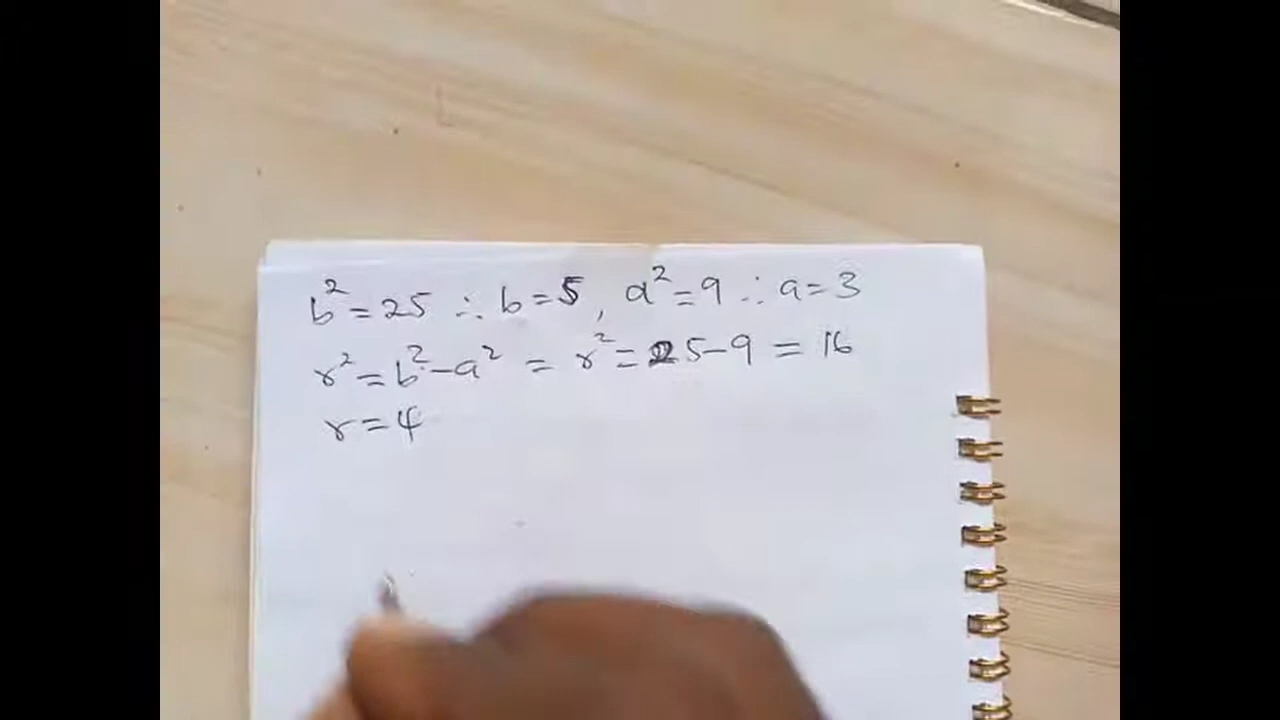 b² = 25 ∴ b = 5, a² = 9 ∴ a = 3
r² = b² - a² = r² = 25 - 9 = 16
r = 4